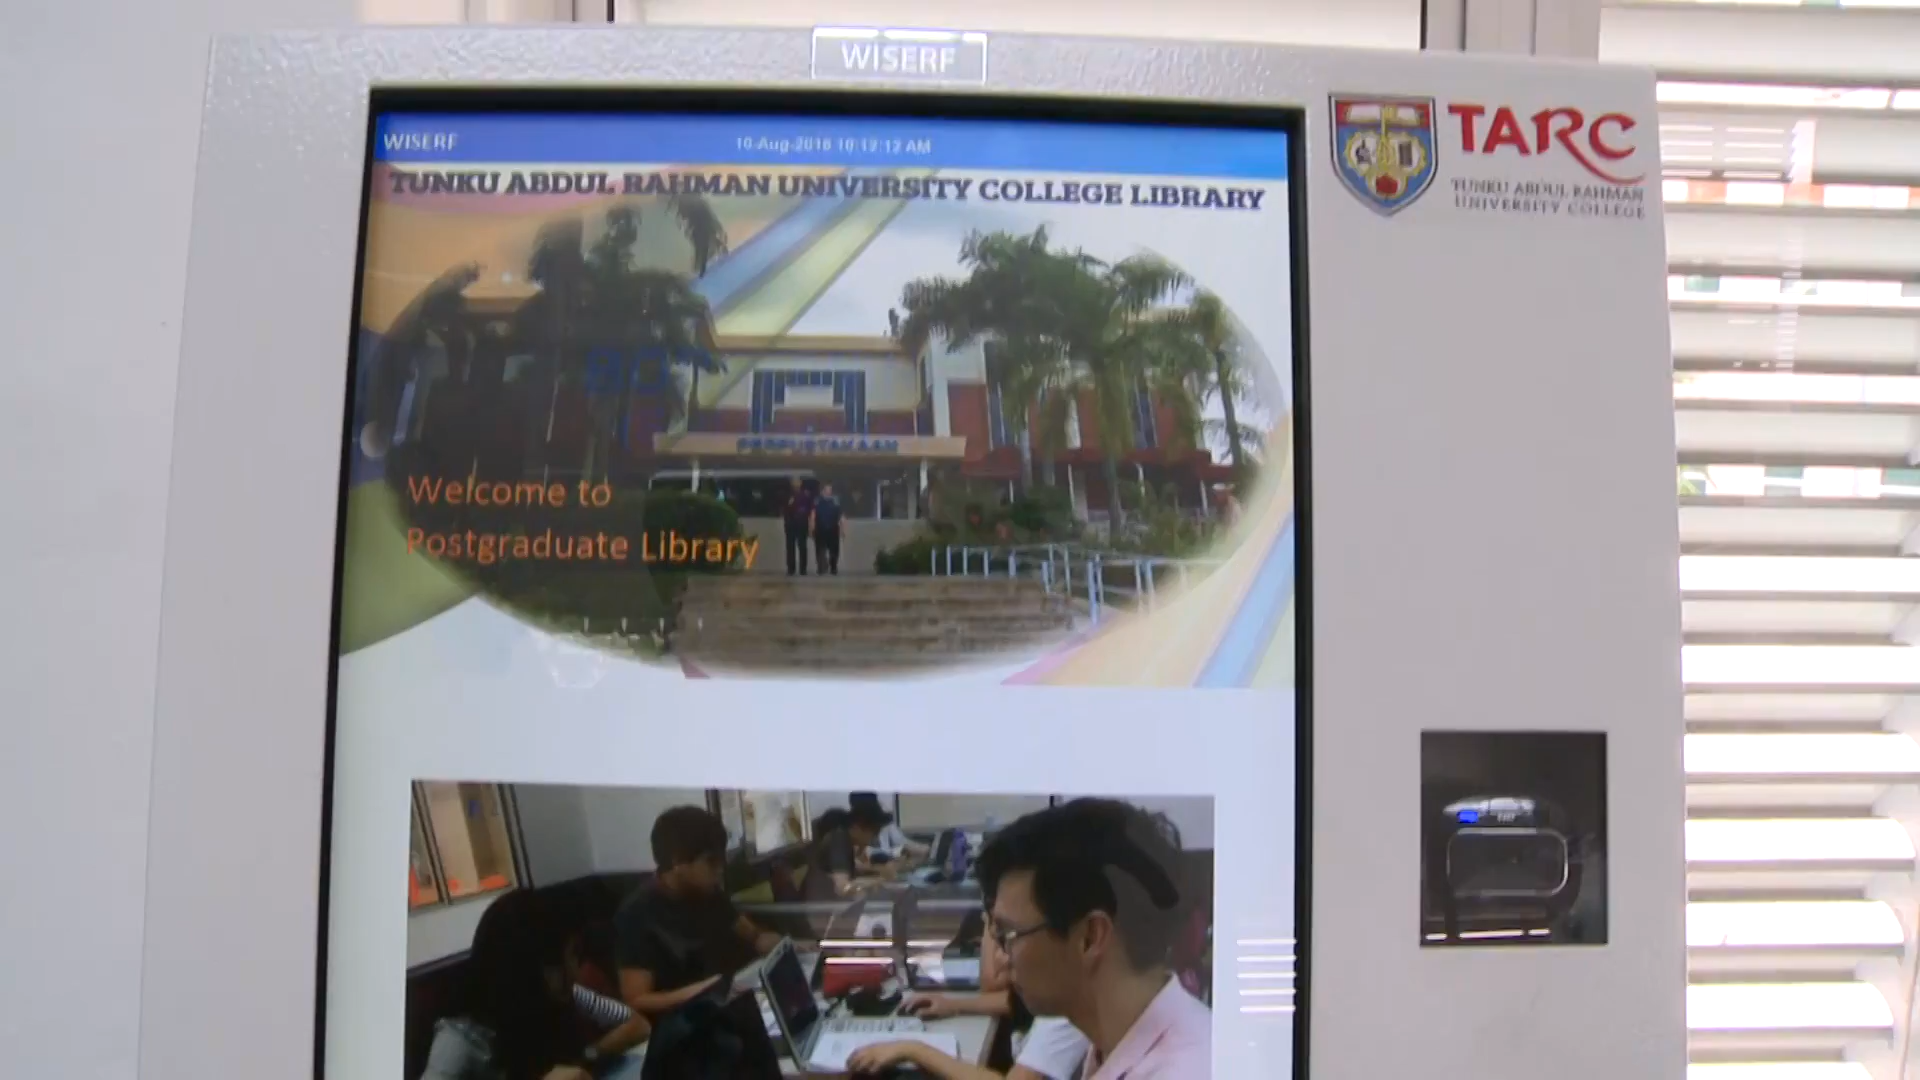 WISERF
WISERF
10-Aug-2016 10:12:12 AM
TUNKU ABDUL RAHMAN UNIVERSITY COLLEGE LIBRARY
TARC
TUNKU ABDUL RAHMAN
UNIVERSITY COLLEGE
PERPUSTAKAAN
Welcome to
Postgraduate Library